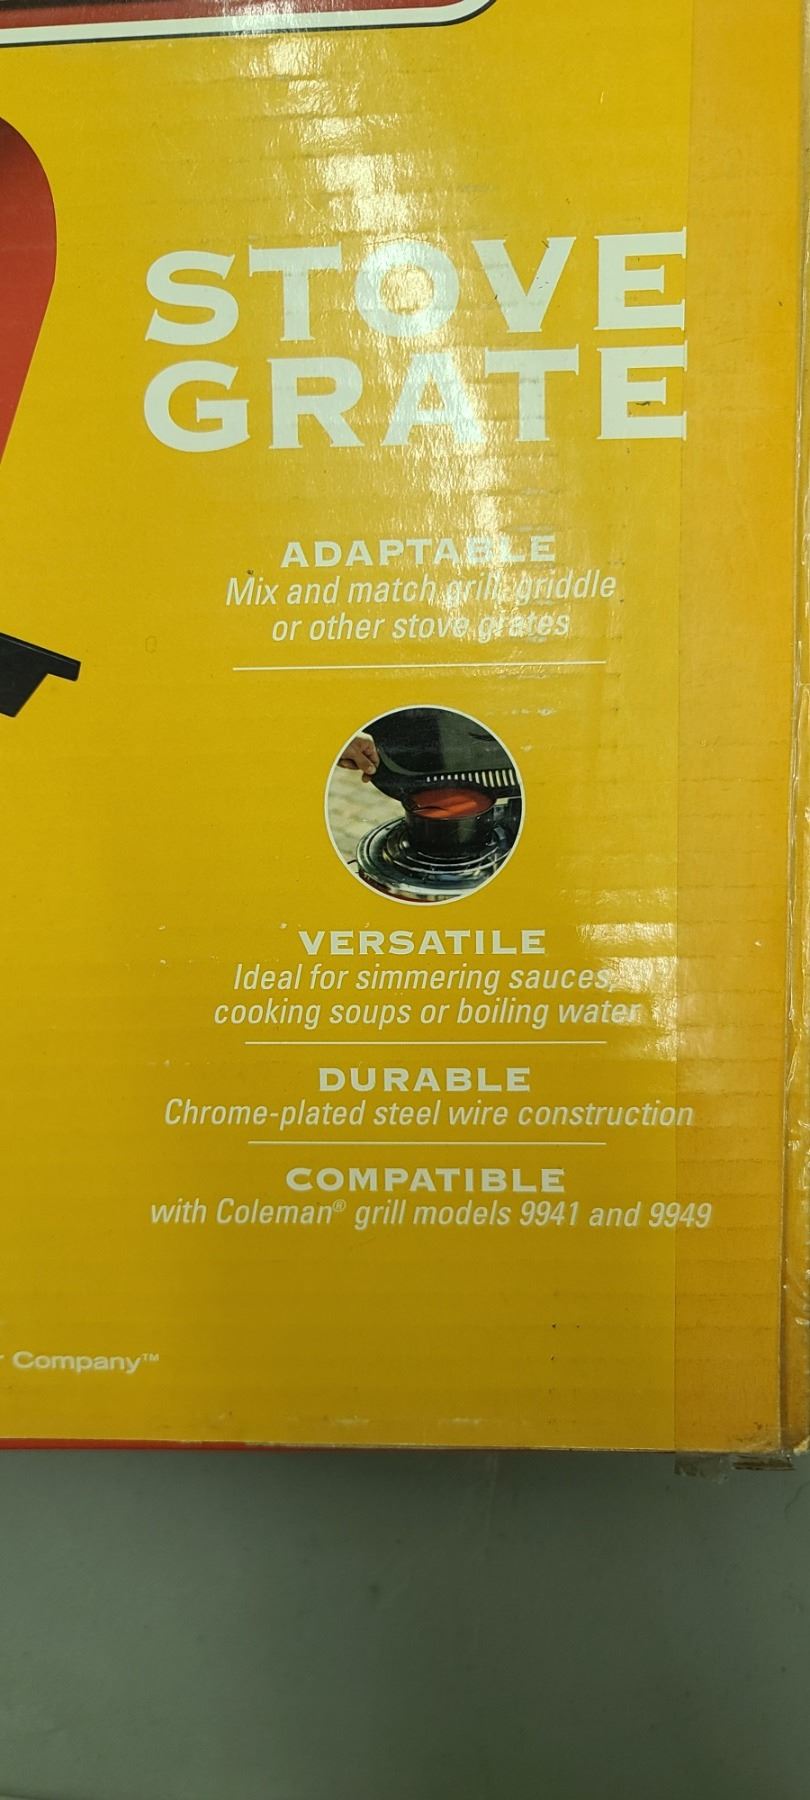 STOVE
GRATE
ADAPTABLE
Mix and match grill, griddle
or other stove grates
VERSATILE
Ideal for simmering sauces,
cooking soups or boiling water
DURABLE
Chrome-plated steel wire construction
COMPATIBLE
with Coleman® grill models 9941 and 9949
Company™